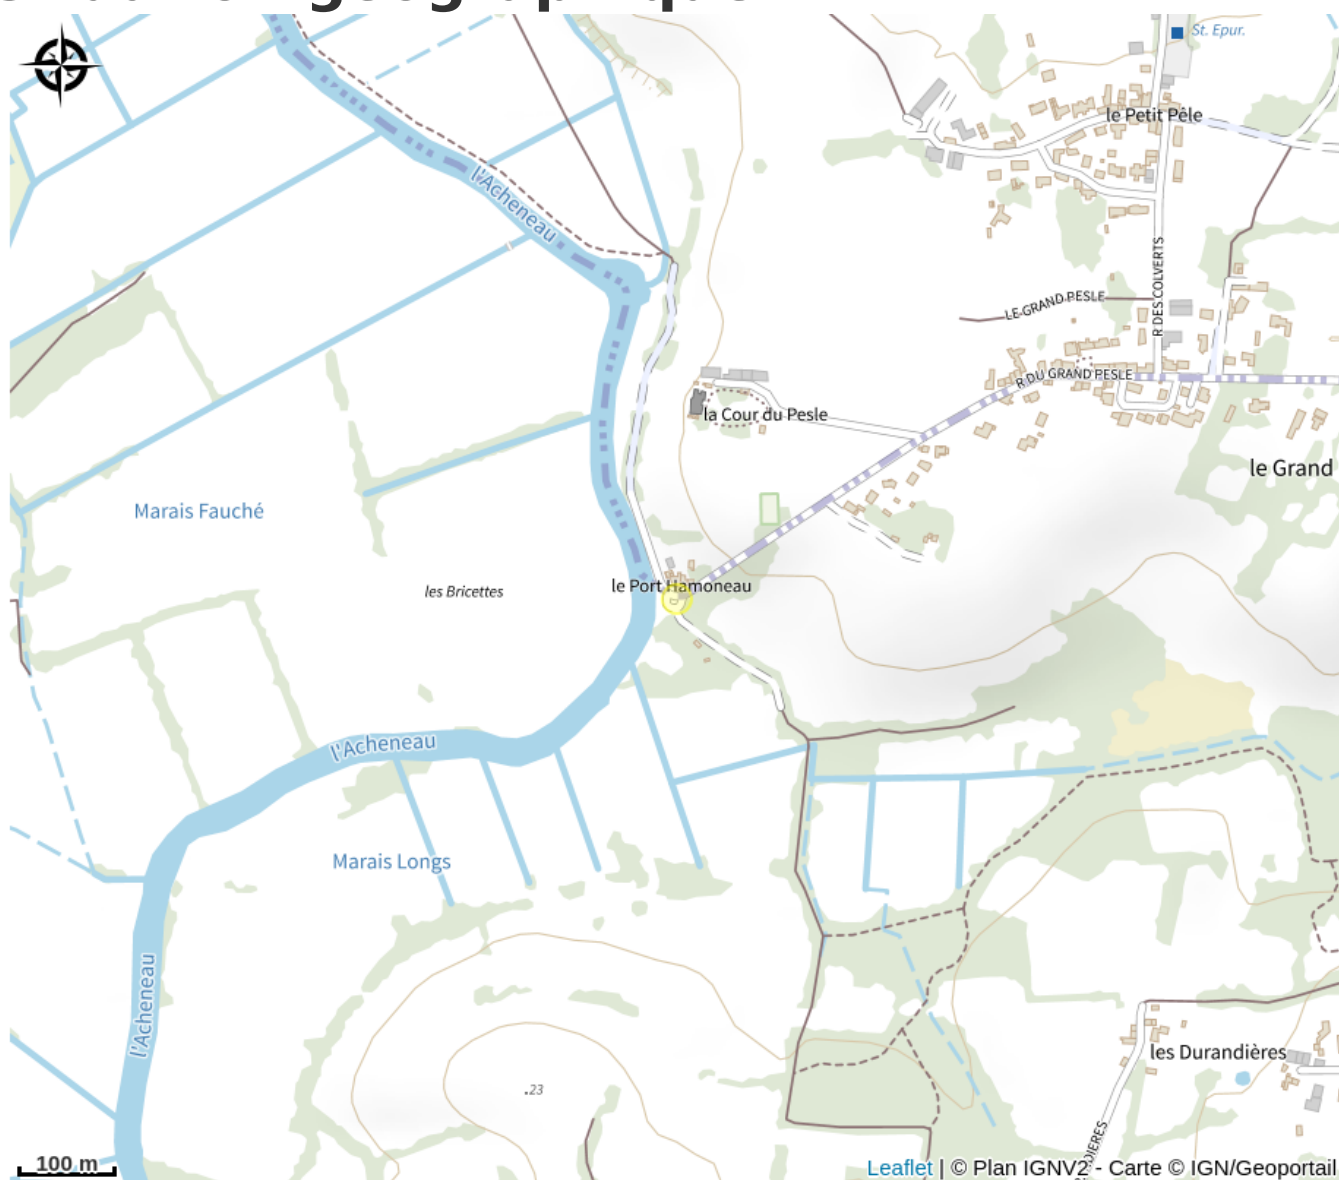 St. Epur.
le Petit Pêle
l'Acheneau
R DES COLVERTS
LE GRAND PESLE
R DU GRAND PESLE
la Cour du Pesle
le Grand
Marais Fauché
les Bricettes
le Port Hamoneau
l'Acheneau
Marais Longs
l'Acheneau
les Durandières
.23
100 m
Leaflet | © Plan IGNV2 - Carte © IGN/Geoportail